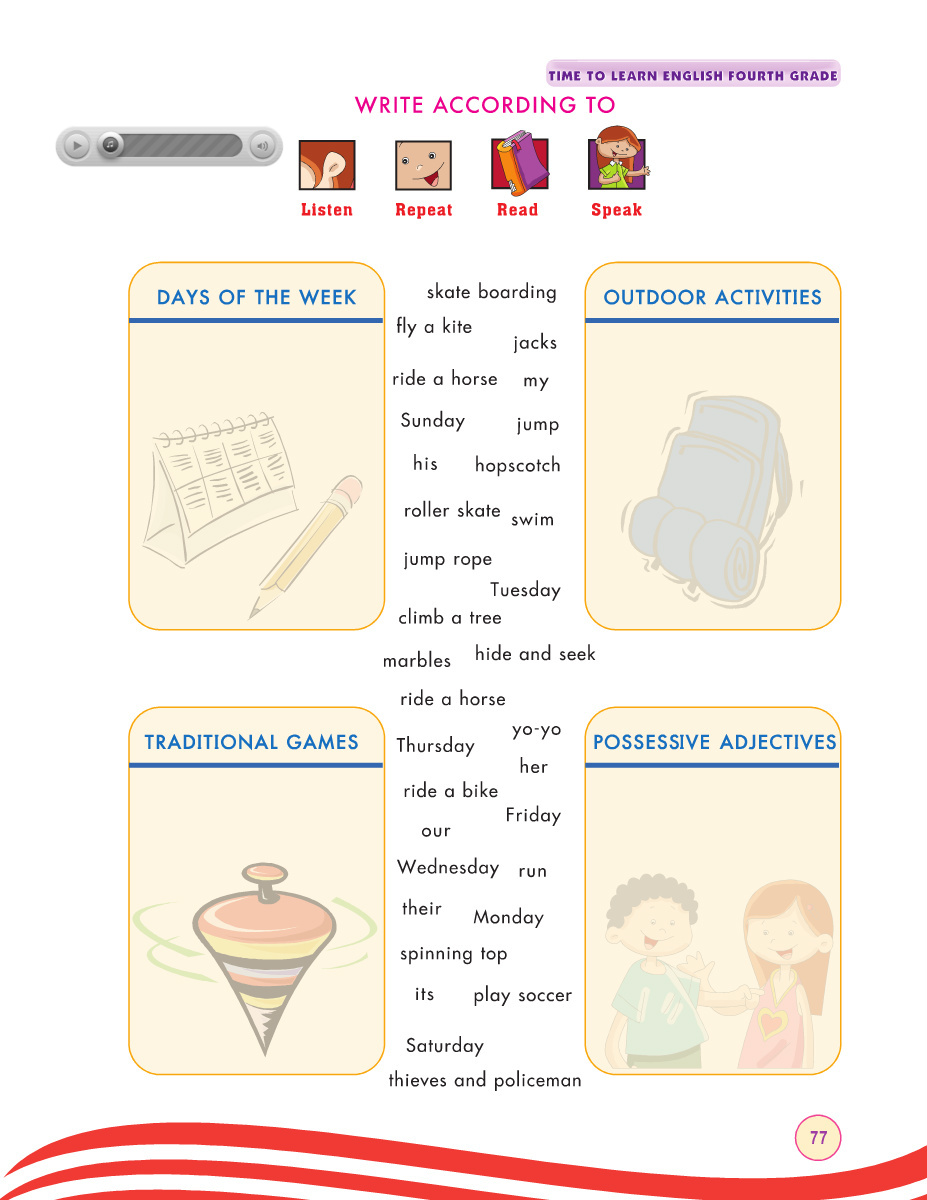 TIME TO LEARN ENGLISH FOURTH GRADE
WRITE ACCORDING TO
Listen
Repeat
Read
Speak
DAYS OF THE WEEK
OUTDOOR ACTIVITIES
skate boarding
fly a kite
jacks
ride a horse
my
Sunday
jump
his
hopscotch
roller skate
swim
jump rope
Tuesday
climb a tree
marbles
hide and seek
ride a horse
TRADITIONAL GAMES
POSSESSIVE ADJECTIVES
yo-yo
Thursday
her
ride a bike
Friday
our
Wednesday
run
their
Monday
spinning top
its
play soccer
Saturday
thieves and policeman
77